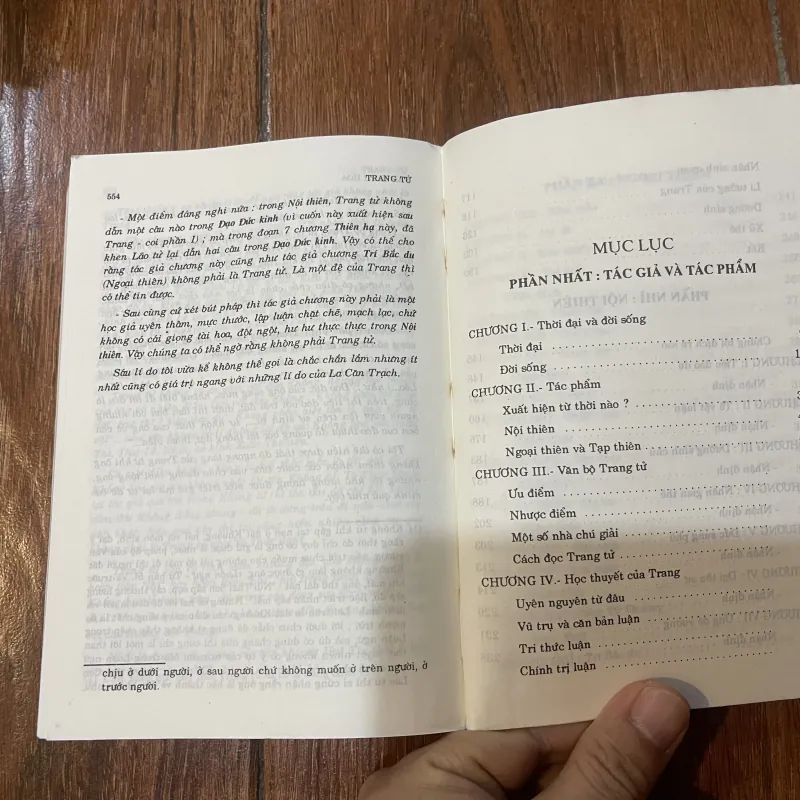 554
TRANG TỬ
- Một điểm đáng nghi nữa : trong Nội thiên, Trang tử không
dẫn một câu nào trong Đạo Đức kinh (vì cuốn này xuất hiện sau
Trang - coi phần I) ; mà trong đoạn 7 chương Thiên hạ này, đã
khen Lão tử lại dẫn hai câu trong Đạo Đức kinh. Vậy có thể cho
rằng tác giả chương này cũng như tác giả chương Trí Bắc du
(Ngoại thiên) không phải là Trang tử. Là một đệ của Trang thì
có thể tin được.
- Sau cùng cứ xét bút pháp thì tác giả chương này phải là một
học giả uyên thâm, mực thước, lập luận chặt chẽ, mạch lạc, chứ
không có cái giọng tài hoa, đột ngột, hư hư thực thực trong Nội
thiên. Vậy chúng ta có thể ngờ rằng không phải Trang tử.
Sáu lí do tôi vừa kể không thể gọi là chắc chắn lắm nhưng ít
nhất cũng có giá trị ngang với những lí do của La Căn Trạch.
chịu ở dưới người, ở sau người chứ không muốn ở trên người, ở
trước người.
MỤC LỤC
PHẦN NHẤT : TÁC GIẢ VÀ TÁC PHẨM
CHƯƠNG I.- Thời đại và đời sống
Thời đại
Đời sống
CHƯƠNG II.- Tác phẩm
Xuất hiện từ thời nào ?
Nội thiên
Ngoại thiên và Tạp thiên
CHƯƠNG III.- Văn bộ Trang tử
Ưu điểm
Nhược điểm
Một số nhà chú giải
Cách đọc Trang tử
CHƯƠNG IV.- Học thuyết của Trang
Uyên nguyên từ đâu
Vũ trụ và căn bản luận
Tri thức luận
Chính trị luận